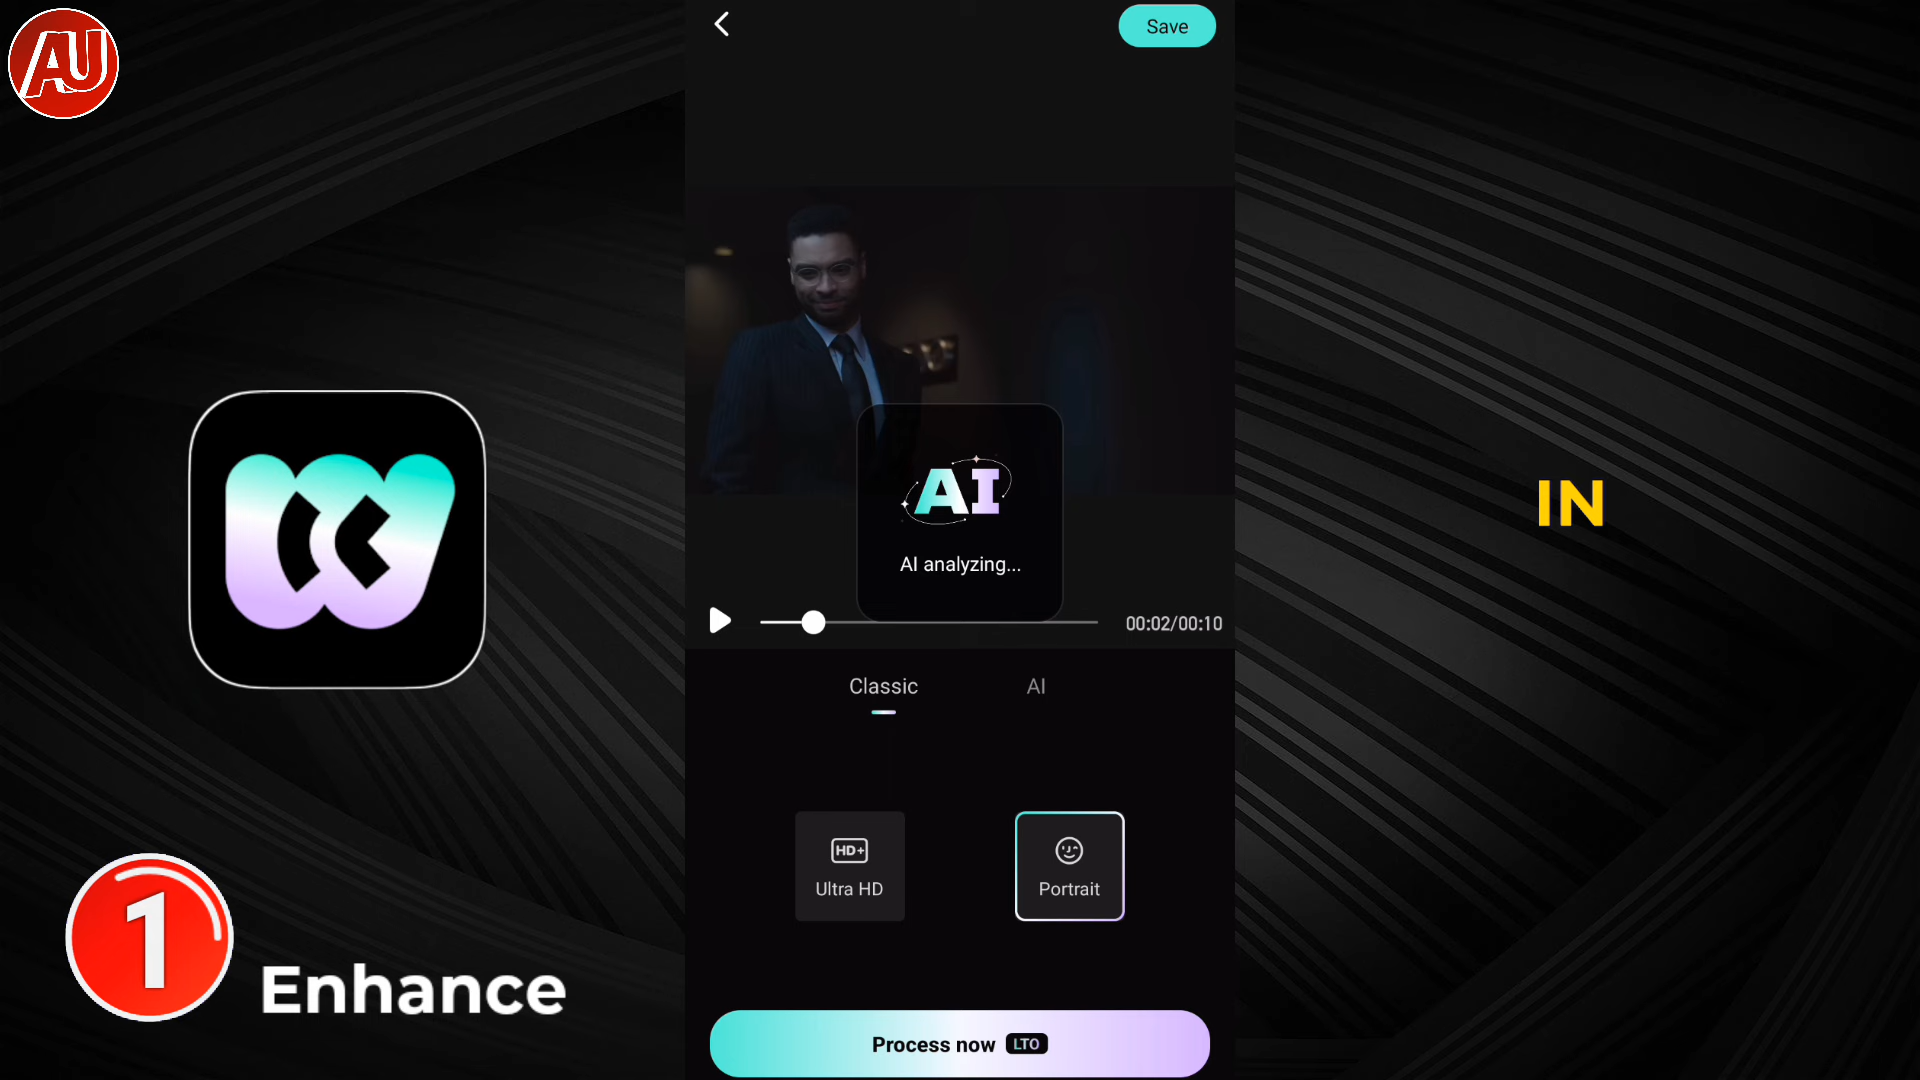 AU
Save
IN
AI
AI analyzing...
00:02/00:10
Classic
AI
HD+
Ultra HD
Portrait
1
Enhance
Process now LTO